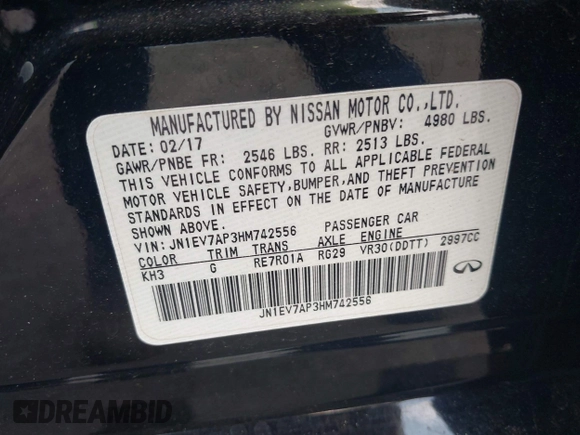 MANUFACTURED BY NISSAN MOTOR CO.,LTD.
DATE: 02/17 GVWR/PNBV: 4980 LBS.
GAWR/PNBE FR: 2546 LBS. RR: 2513 LBS.
THIS VEHICLE CONFORMS TO ALL APPLICABLE FEDERAL
MOTOR VEHICLE SAFETY,BUMPER,AND THEFT PREVENTION
STANDARDS IN EFFECT ON THE DATE OF MANUFACTURE
SHOWN ABOVE.
VIN: JN1EV7AP3HM742556 PASSENGER CAR
COLOR TRIM TRANS AXLE ENGINE
KH3 G RE7R01A RG29 VR30(DDTT) 2997CC
JN1EV7AP3HM742556
DREAMBID